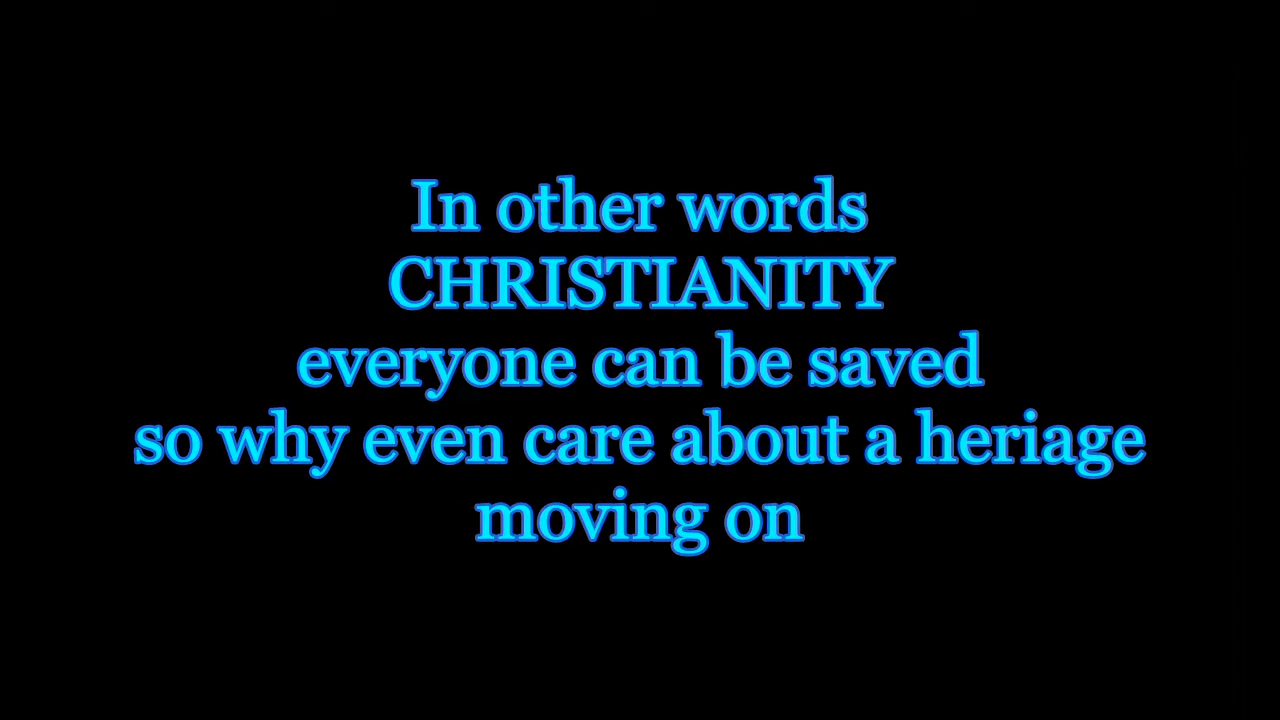 In other words
CHRISTIANITY
everyone can be saved
so why even care about a heriage
moving on